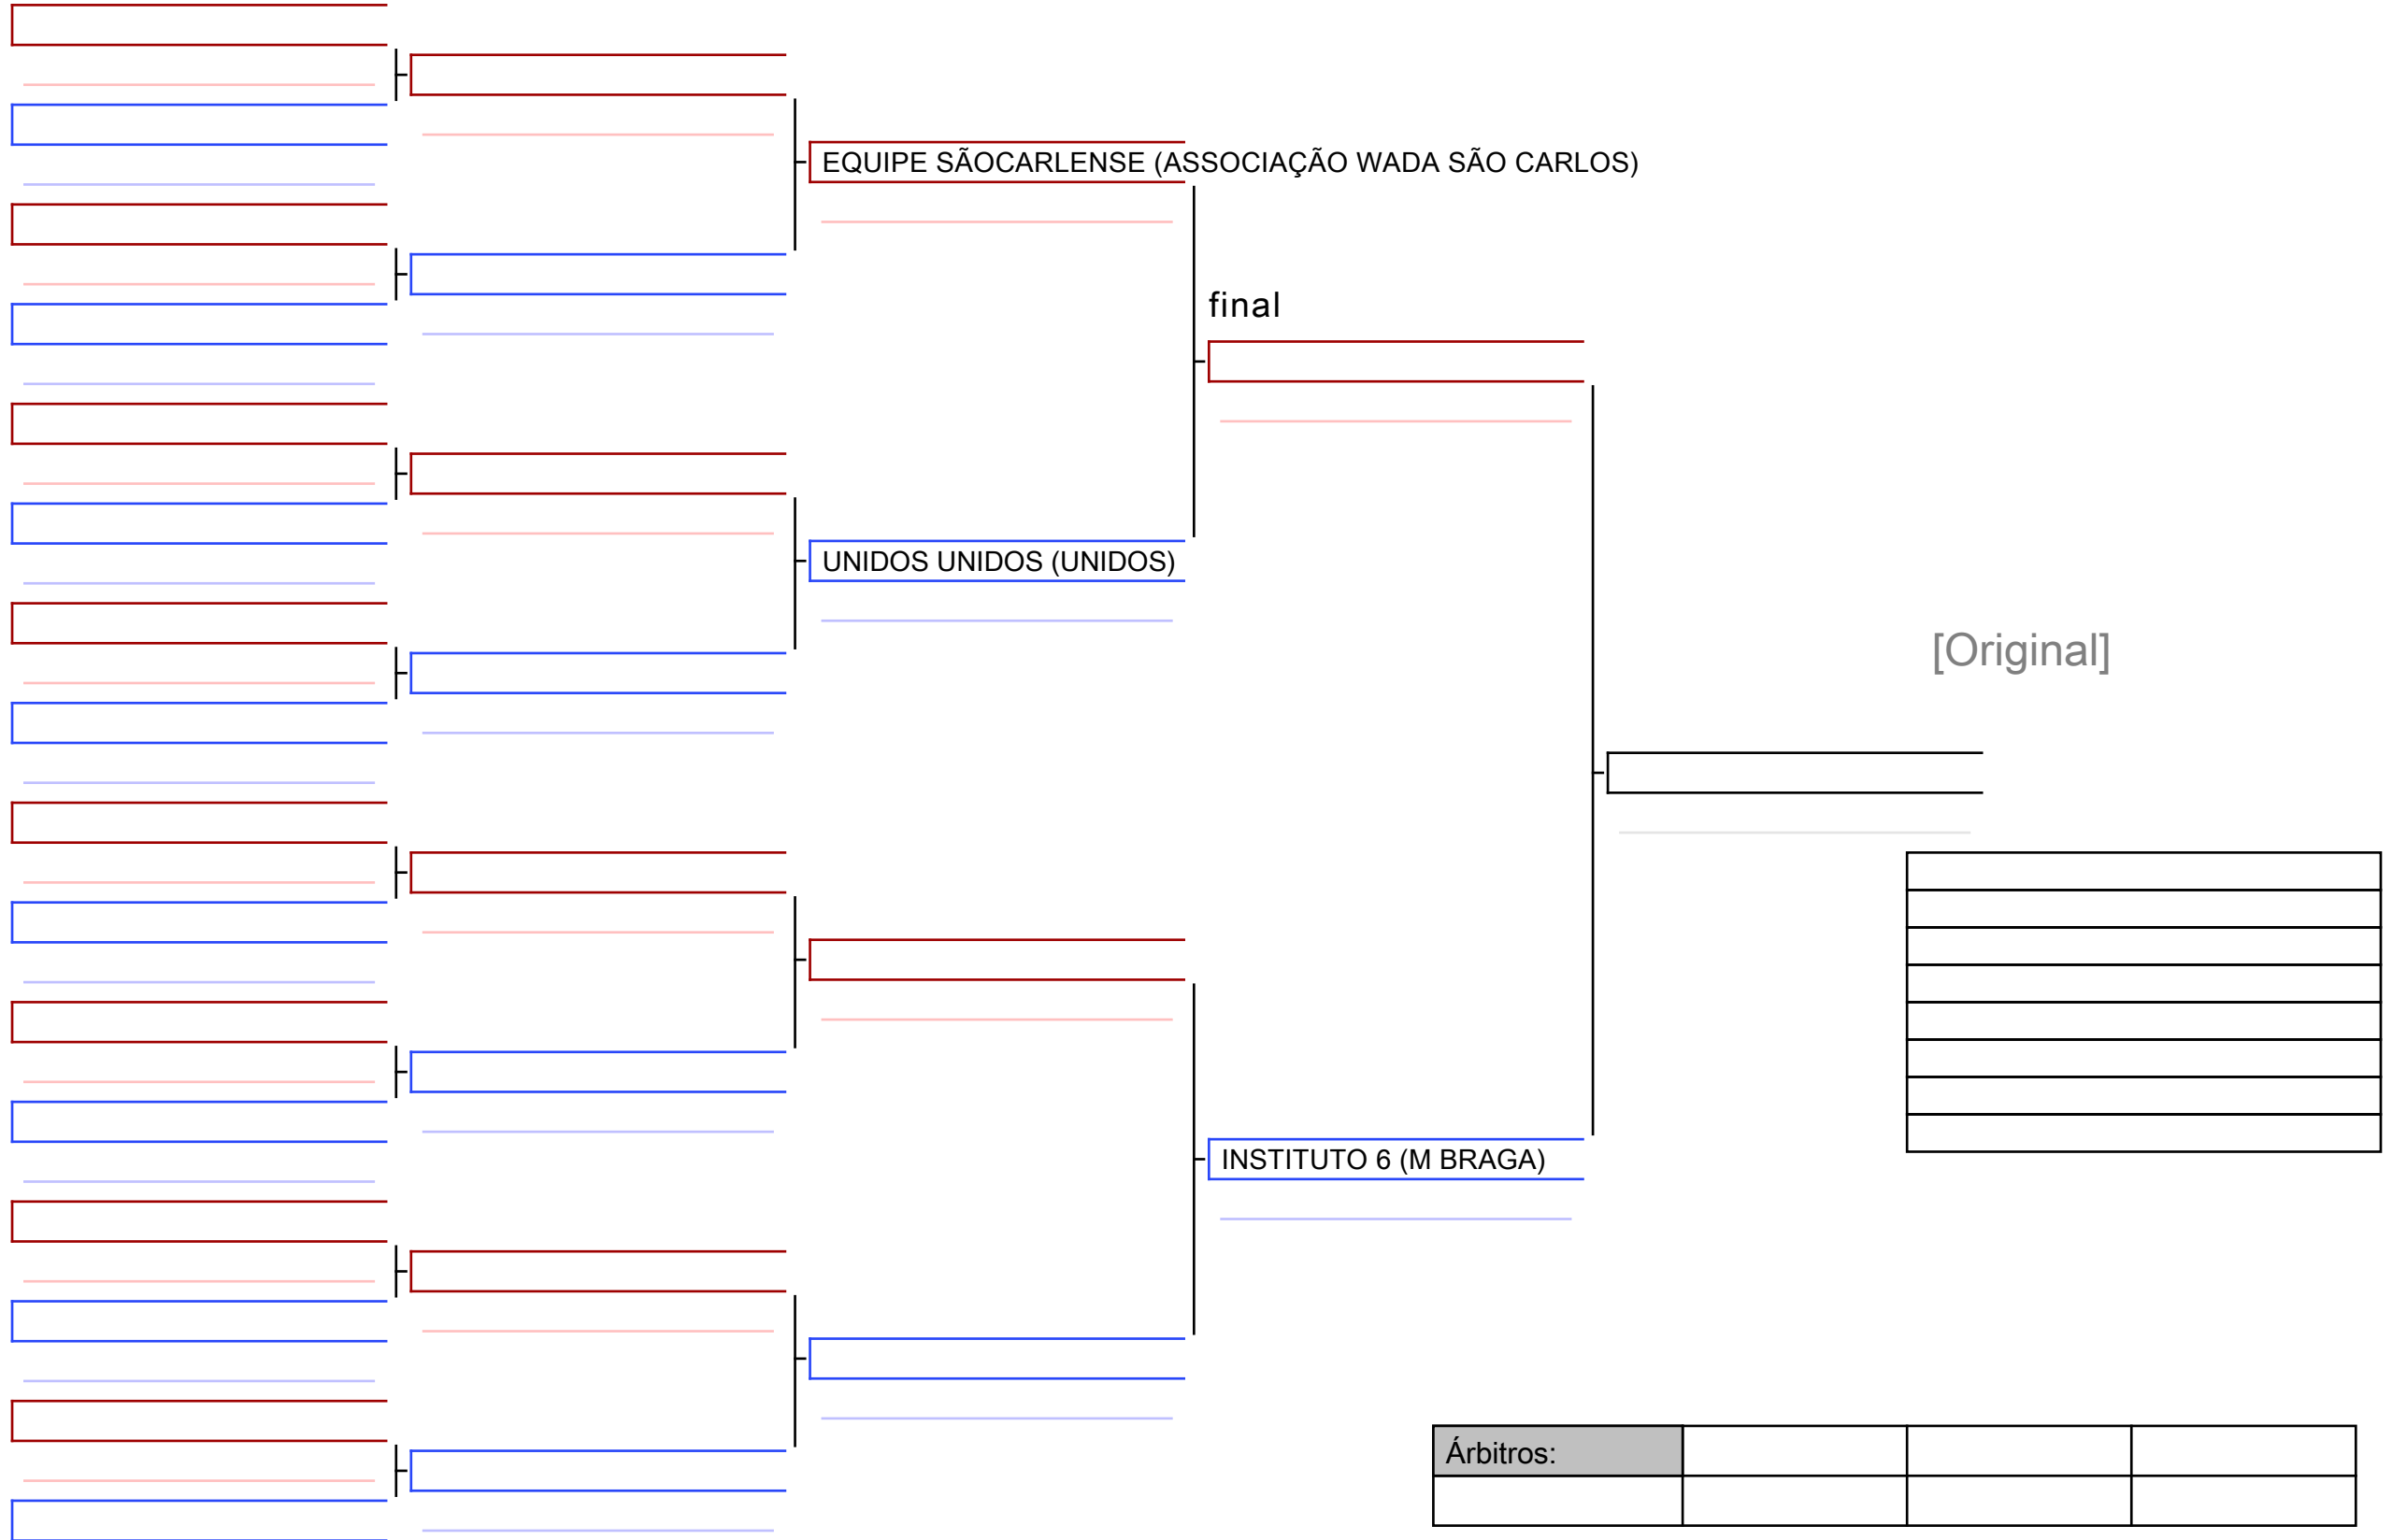 EQUIPE SÃOCARLENSE (ASSOCIAÇÃO WADA SÃO CARLOS)
final
UNIDOS UNIDOS (UNIDOS)
[Original]
INSTITUTO 6 (M BRAGA)
Árbitros: